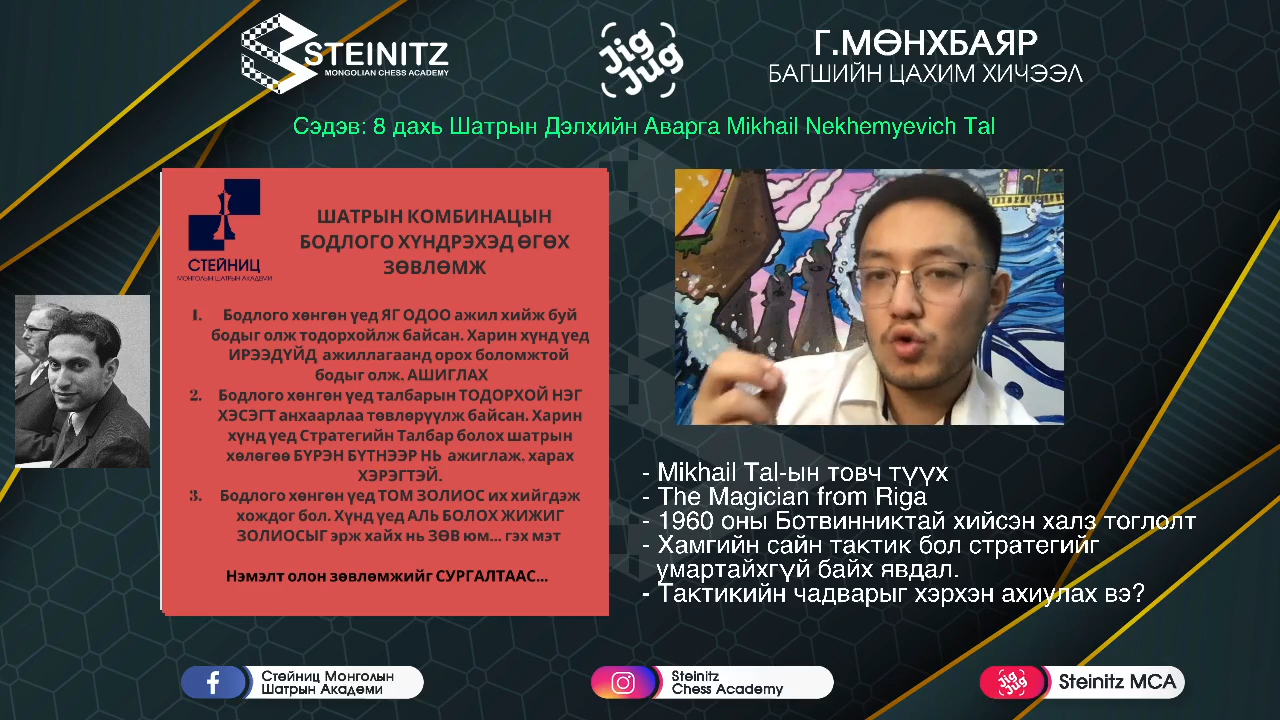 STEINITZ
MONGOLIAN CHESS ACADEMY
Jig
Jug
Г.МӨНХБАЯР
БАГШИЙН ЦАХИМ ХИЧЭЭЛ
Сэдэв: 8 дахь Шатрын Дэлхийн Аварга Mikhail Nekhemyevich Tal
СТЕЙНИЦ
МОНГОЛЫН ШАТРЫН АКАДЕМИ
ШАТРЫН КОМБИНАЦЫН
БОДЛОГО ХҮНДРЭХЭД ӨГӨХ
ЗӨВЛӨМЖ
1. Бодлого хөнгөн үед ЯГ ОДОО ажил хийж буй
бодыг олж тодорхойлж байсан. Харин хүнд үед
ИРЭЭДҮЙД ажиллагаанд орох боломжтой
бодыг олж. АШИГЛАХ
2. Бодлого хөнгөн үед талбарын ТОДОРХОЙ НЭГ
ХЭСЭГТ анхаарлаа төвлөрүүлж байсан. Харин
хүнд үед Стратегийн Талбар болох шатрын
хөлөгөө БҮРЭН БҮТНЭЭР НЬ ажиглаж. харах
ХЭРЭГТЭЙ.
3. Бодлого хөнгөн үед ТОМ ЗОЛИОС их хийгдэж
хождог бол. Хүнд үед АЛЬ БОЛОХ ЖИЖИГ
ЗОЛИОСЫГ эрж хайх нь ЗӨВ юм... гэх мэт
Нэмэлт олон зөвлөмжийг СУРГАЛТААС...
- Mikhail Tal-ын товч түүх
- The Magician from Riga
- 1960 оны Ботвинниктай хийсэн халз тоглолт
- Хамгийн сайн тактик бол стратегийг
умартайхгүй байх явдал.
- Тактикийн чадварыг хэрхэн ахиулах вэ?
Стейниц Монголын
Шатрын Академи
Steinitz
Chess Academy
Jig
Jug
Steinitz MCA